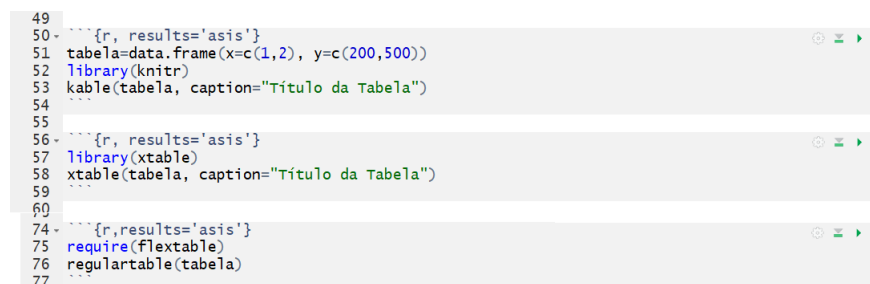 49
50 ```{r, results='asis'}
51 tabela=data.frame(x=c(1,2), y=c(200,500))
52 library(knitr)
53 kable(tabela, caption="Título da Tabela")
54 ```
55
56 ```{r, results='asis'}
57 library(xtable)
58 xtable(tabela, caption="Título da Tabela")
59 ```
60
74 ```{r,results='asis'}
75 require(flextable)
76 regulartable(tabela)
77 ```